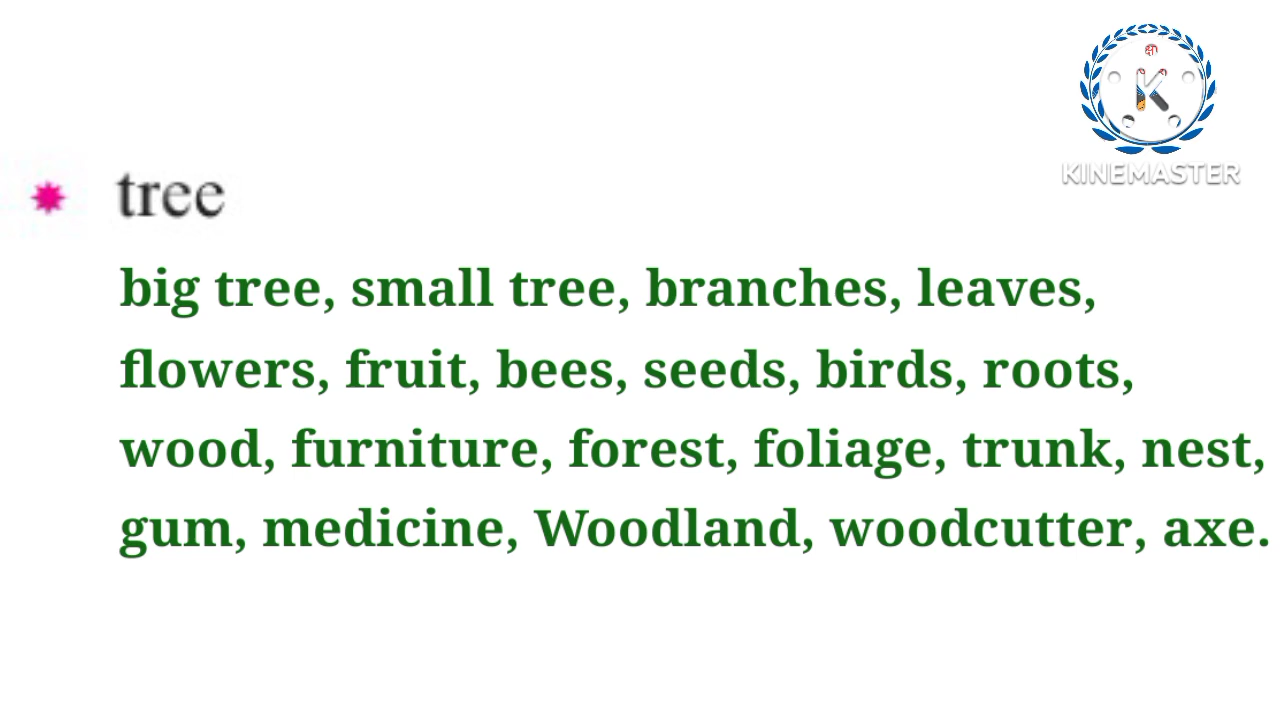 KINEMASTER
tree
big tree, small tree, branches, leaves,
flowers, fruit, bees, seeds, birds, roots,
wood, furniture, forest, foliage, trunk, nest,
gum, medicine, Woodland, woodcutter, axe.